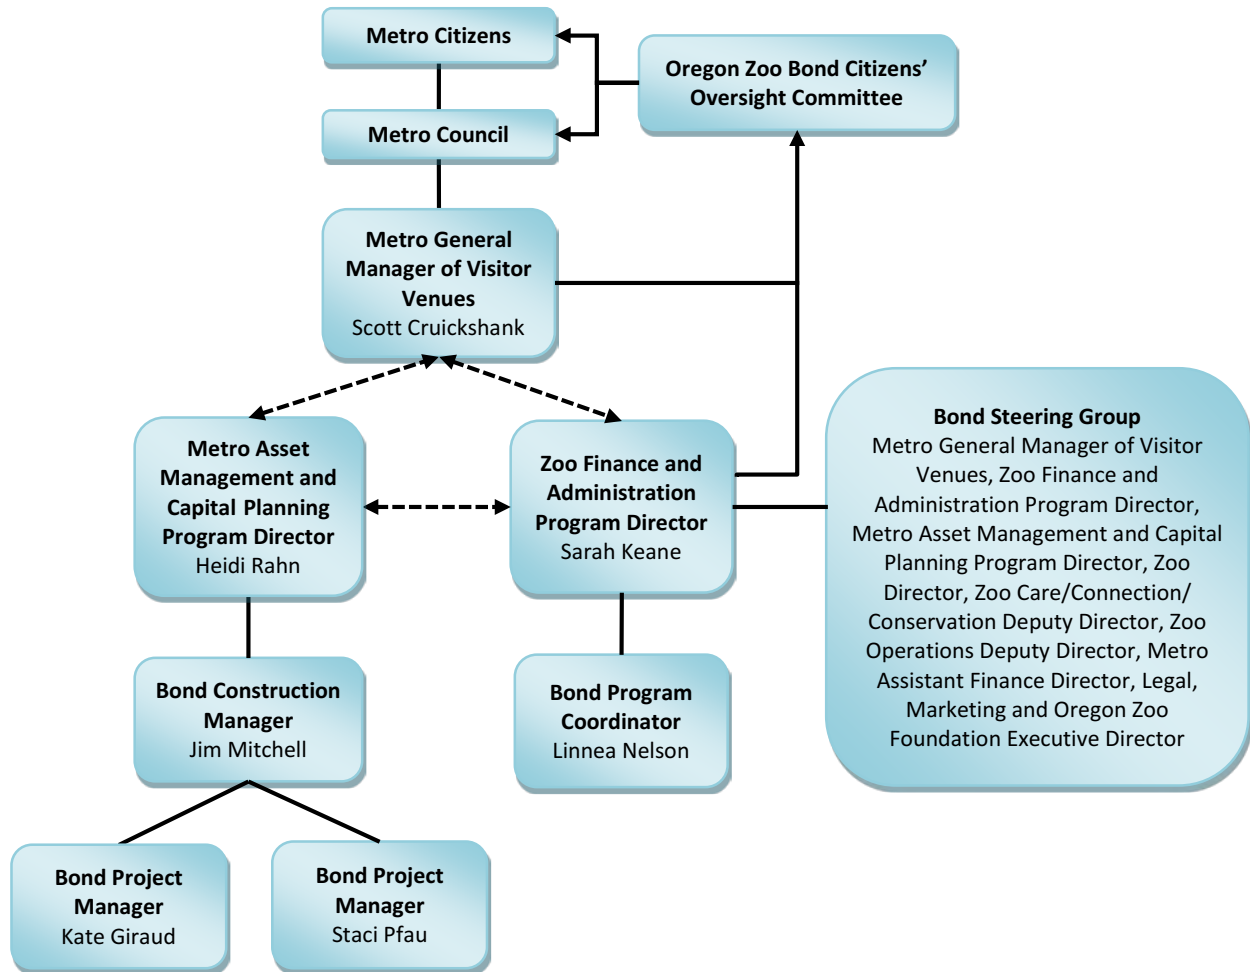 Metro Citizens
Oregon Zoo Bond Citizens’
Oversight Committee
Metro Council
Metro General
Manager of Visitor
Venues
Scott Cruickshank
Metro Asset
Management and
Capital Planning
Program Director
Heidi Rahn
Zoo Finance and
Administration
Program Director
Sarah Keane
Bond Steering Group
Metro General Manager of Visitor
Venues, Zoo Finance and
Administration Program Director,
Metro Asset Management and Capital
Planning Program Director, Zoo
Director, Zoo Care/Connection/
Conservation Deputy Director, Zoo
Operations Deputy Director, Metro
Assistant Finance Director, Legal,
Marketing and Oregon Zoo
Foundation Executive Director
Bond Construction
Manager
Jim Mitchell
Bond Program
Coordinator
Linnea Nelson
Bond Project
Manager
Kate Giraud
Bond Project
Manager
Staci Pfau